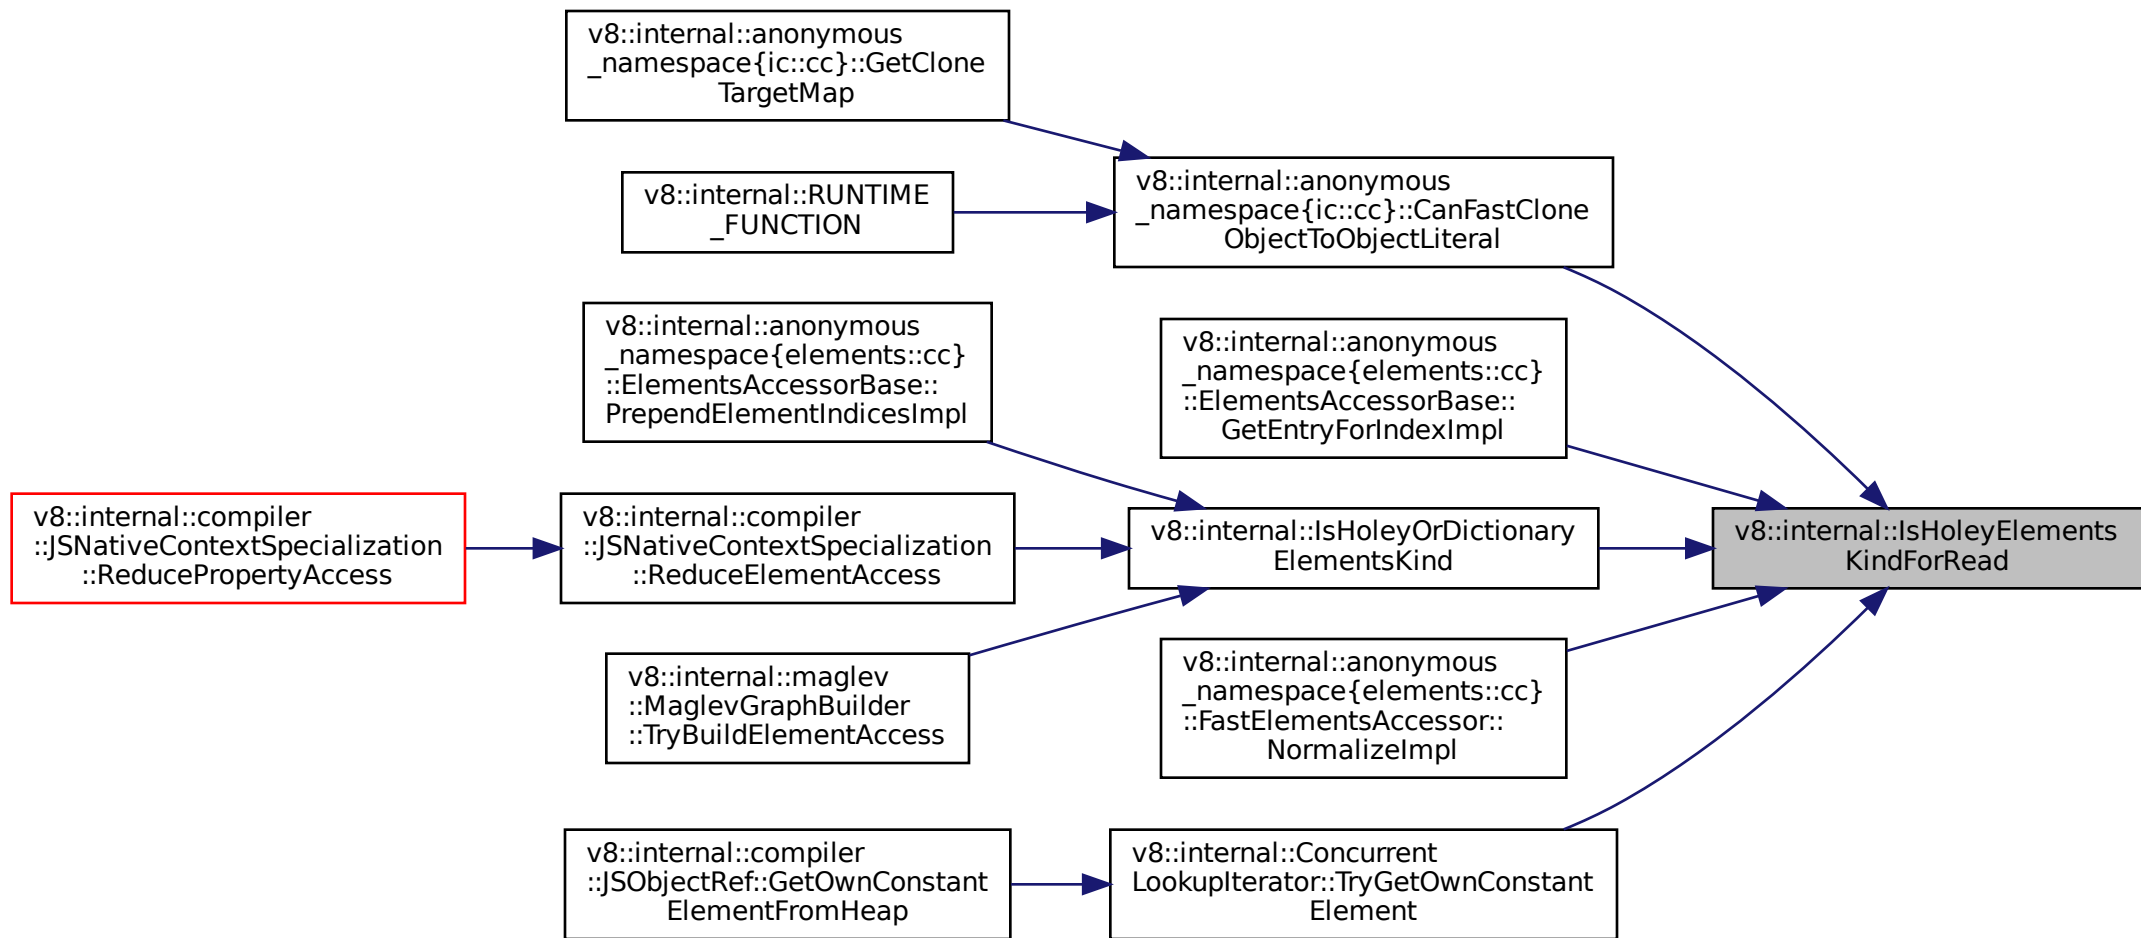 v8::internal::anonymous
_namespace{ic::cc}::GetClone
TargetMap
v8::internal::RUNTIME
_FUNCTION
v8::internal::anonymous
_namespace{ic::cc}::CanFastClone
ObjectToObjectLiteral
v8::internal::anonymous
_namespace{elements::cc}
::ElementsAccessorBase::
PrependElementIndicesImpl
v8::internal::anonymous
_namespace{elements::cc}
::ElementsAccessorBase::
GetEntryForIndexImpl
v8::internal::compiler
::JSNativeContextSpecialization
::ReducePropertyAccess
v8::internal::compiler
::JSNativeContextSpecialization
::ReduceElementAccess
v8::internal::IsHoleyOrDictionary
ElementsKind
v8::internal::IsHoleyElements
KindForRead
v8::internal::maglev
::MaglevGraphBuilder
::TryBuildElementAccess
v8::internal::anonymous
_namespace{elements::cc}
::FastElementsAccessor::
NormalizeImpl
v8::internal::compiler
::JSObjectRef::GetOwnConstant
ElementFromHeap
v8::internal::Concurrent
LookupIterator::TryGetOwnConstant
Element